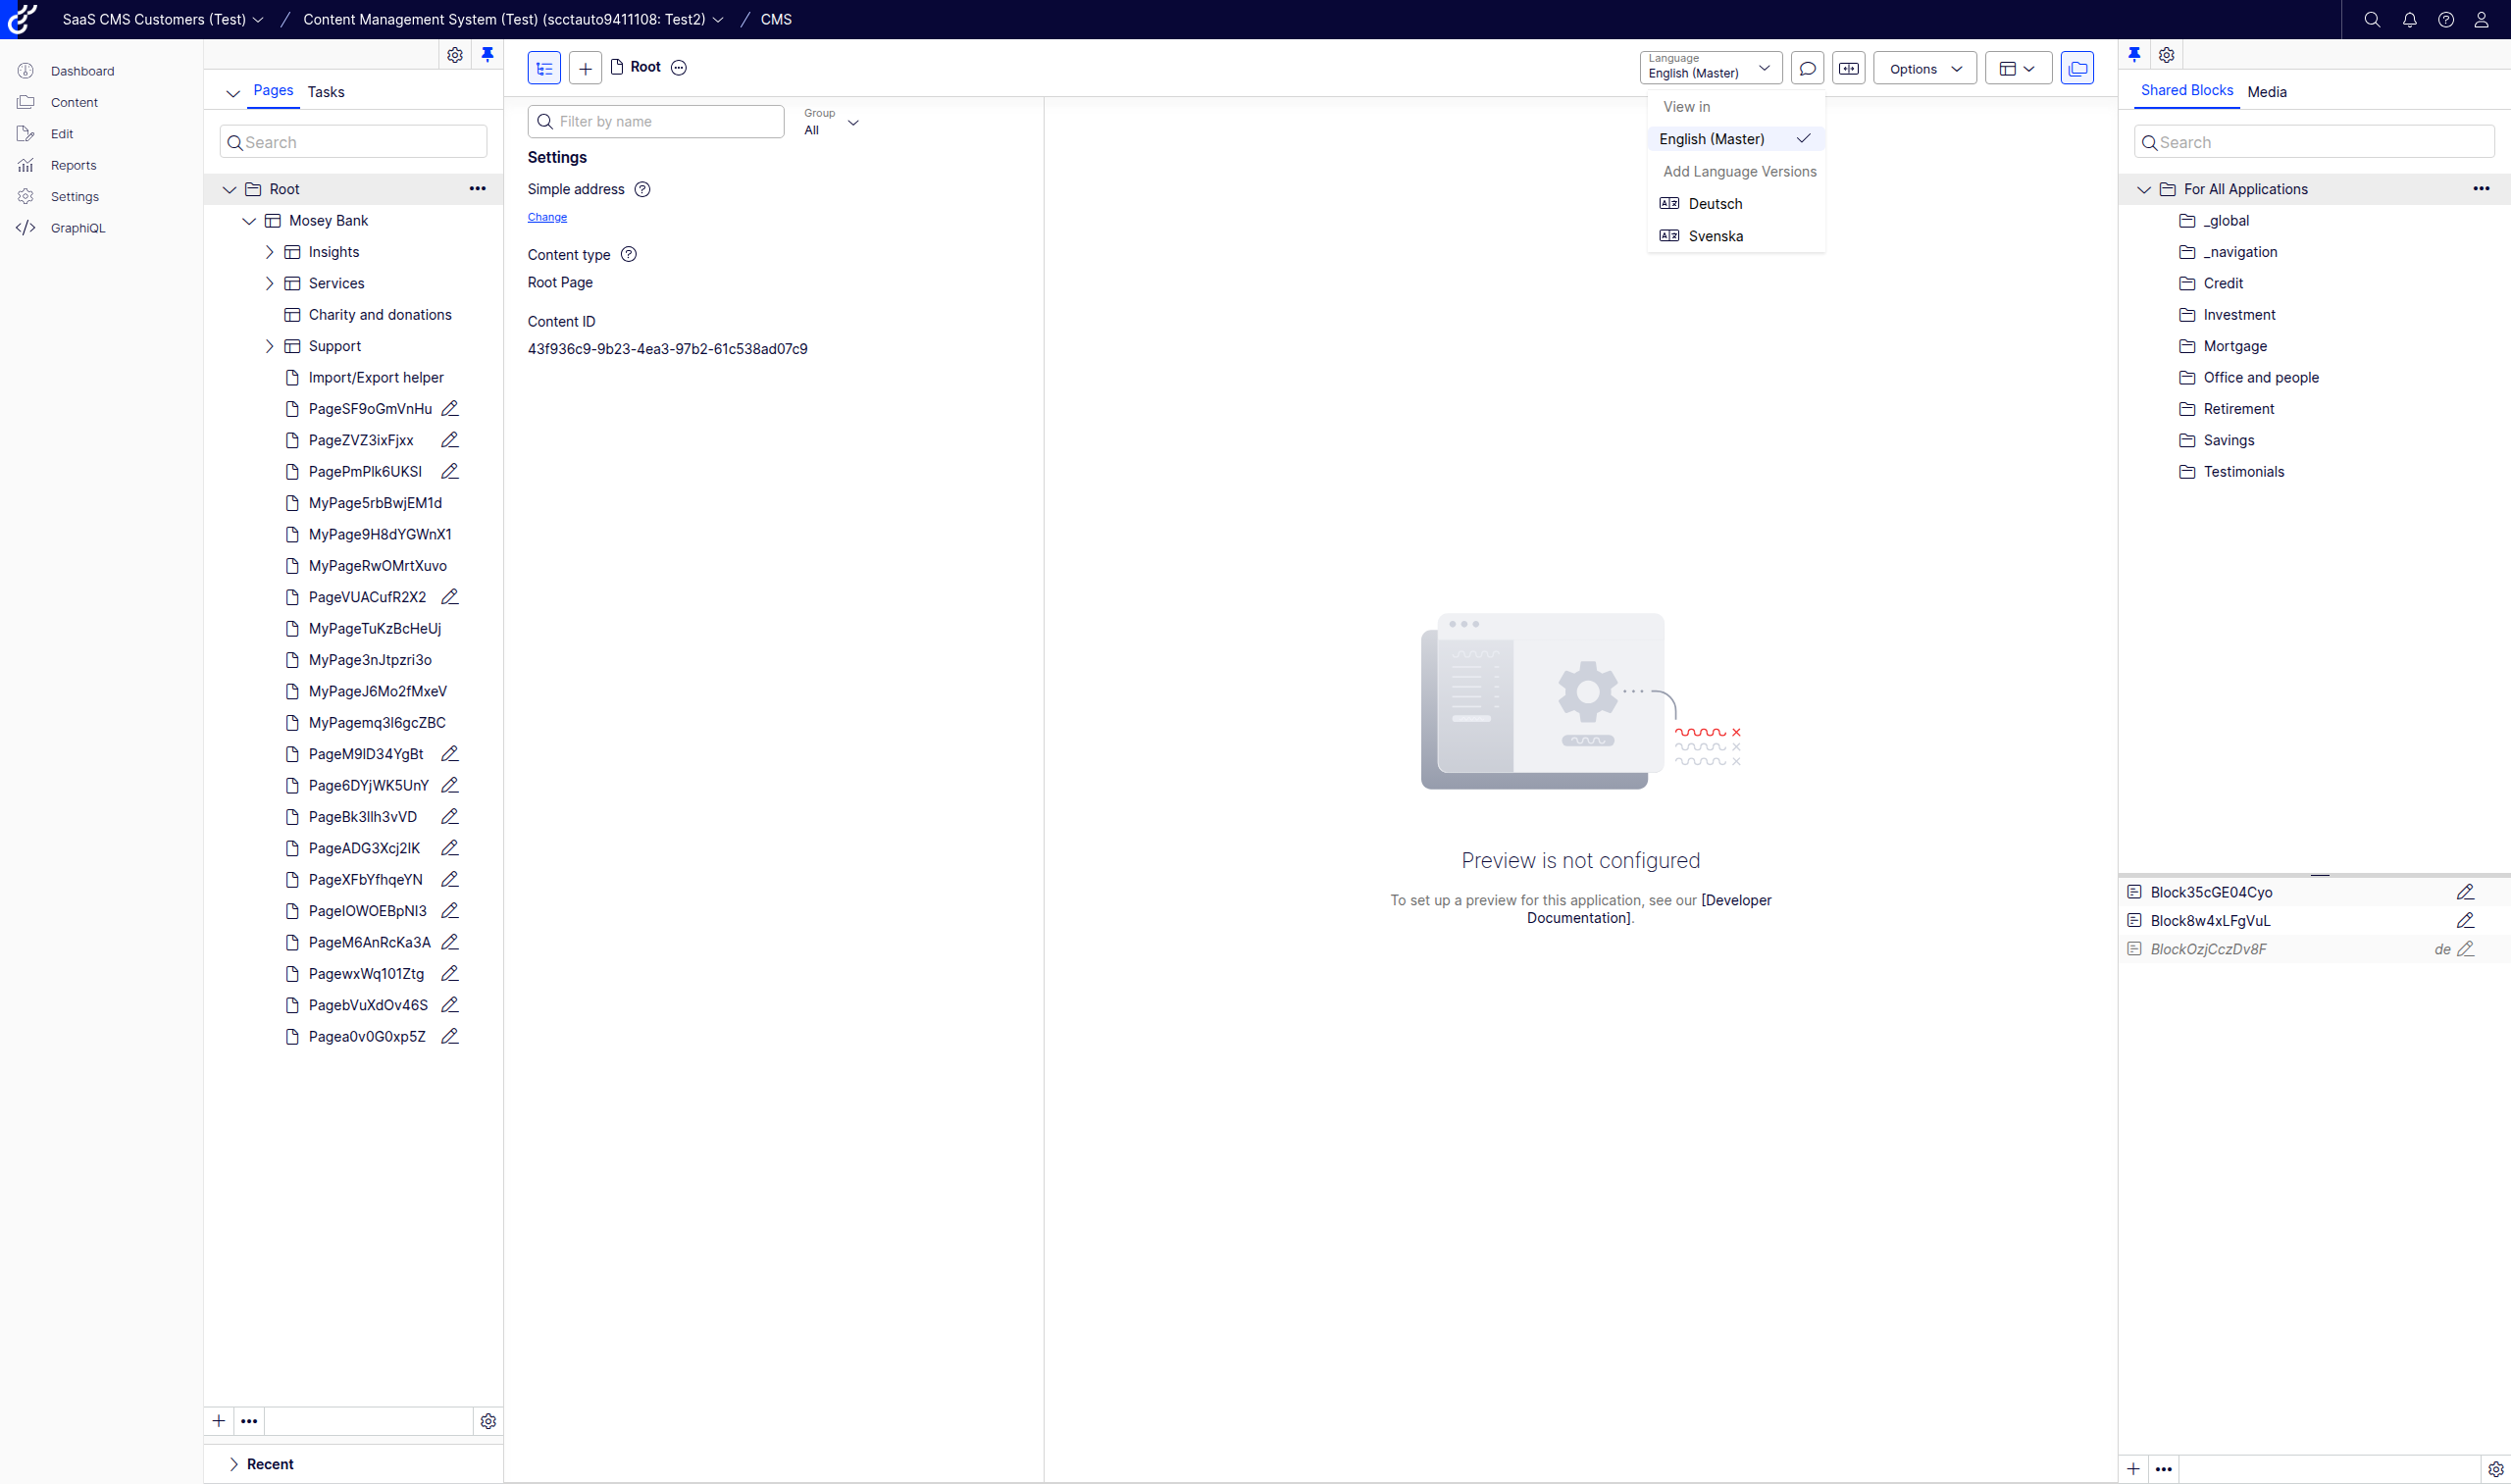 SaaS CMS Customers (Test) / Content Management System (Test) (scctauto9411108: Test2) / CMS
Dashboard
Content
Edit
Reports
Settings
GraphiQL
Pages Tasks
Search
Root
Mosey Bank
Insights
Services
Charity and donations
Support
Import/Export helper
PageSF9oGmVnHu
PageZVZ3ixFjxx
PagePmPlk6UKSI
MyPage5rbBwjEM1d
MyPage9H8dYGWnX1
MyPageRwOMrtXuvo
PageVUACufR2X2
MyPageTuKzBcHeUj
MyPage3nJtpzri3o
MyPageJ6Mo2fMxeV
MyPagemq3I6gcZBC
PageM9ID34YgBt
Page6DYjWK5UnY
PageBk3Ilh3vVD
PageADG3Xcj2IK
PageXFbYfhqeYN
PageIOWOEBpNI3
PageM6AnRcKa3A
PagewxWq101Ztg
PagebVuXdOv46S
Pagea0v0G0xp5Z
Recent
Root
Language
English (Master)
Options
View in
English (Master)
Add Language Versions
Deutsch
Svenska
Filter by name
Group
All
Settings
Simple address
Change
Content type
Root Page
Content ID
43f936c9-9b23-4ea3-97b2-61c538ad07c9
Preview is not configured
To set up a preview for this application, see our [Developer
Documentation].
Shared Blocks Media
Search
For All Applications
_global
_navigation
Credit
Investment
Mortgage
Office and people
Retirement
Savings
Testimonials
Block35cGE04Cyo
Block8w4xLFgVuL
BlockOzjCczDv8F de